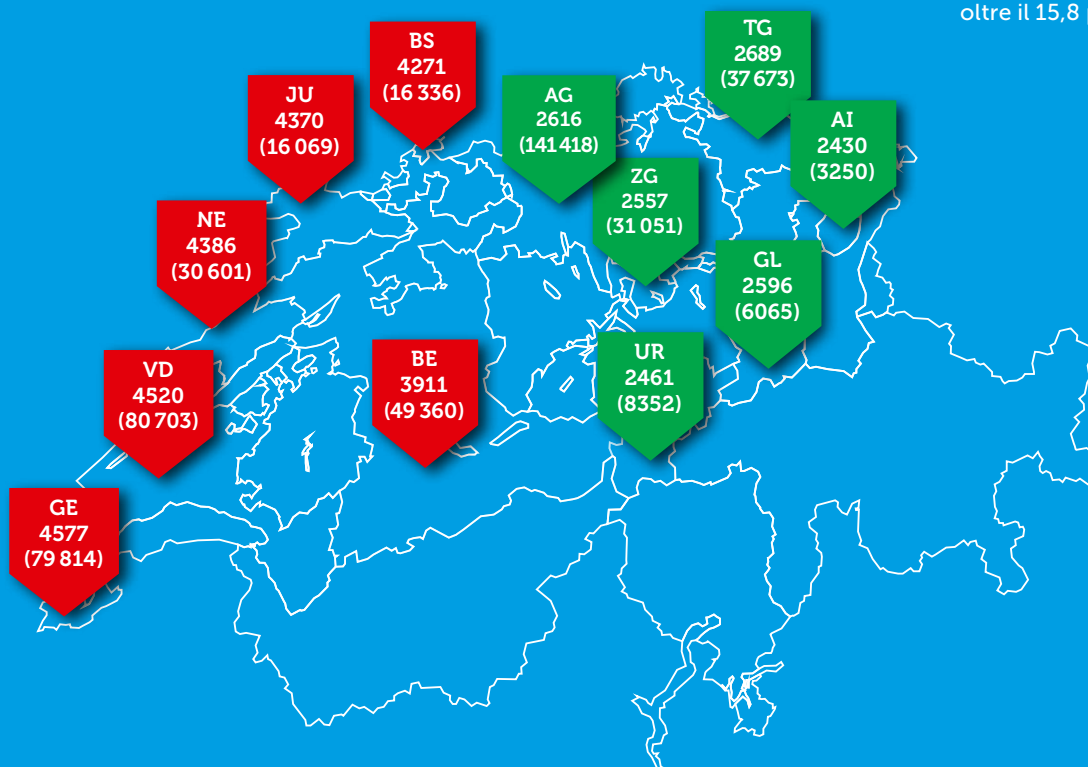 oltre il 15,8
TG
2689
(37 673)
BS
4271
(16 336)
JU
4370
(16 069)
AG
2616
(141 418)
AI
2430
(3250)
ZG
2557
(31 051)
NE
4386
(30 601)
GL
2596
(6065)
UR
2461
(8352)
BE
3911
(49 360)
VD
4520
(80 703)
GE
4577
(79 814)